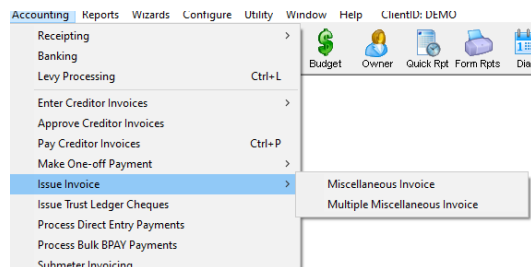 Accounting Reports Wizards Configure Utility Window Help ClientID: DEMO
Receipting >
Banking
Levy Processing Ctrl+L
Budget Owner Quick Rpt Form Rpts
Enter Creditor Invoices >
Approve Creditor Invoices
Pay Creditor Invoices Ctrl+P
Make One-off Payment >
Issue Invoice >
Miscellaneous Invoice
Multiple Miscellaneous Invoice
Issue Trust Ledger Cheques
Process Direct Entry Payments
Process Bulk BPAY Payments
Submeter Invoicing